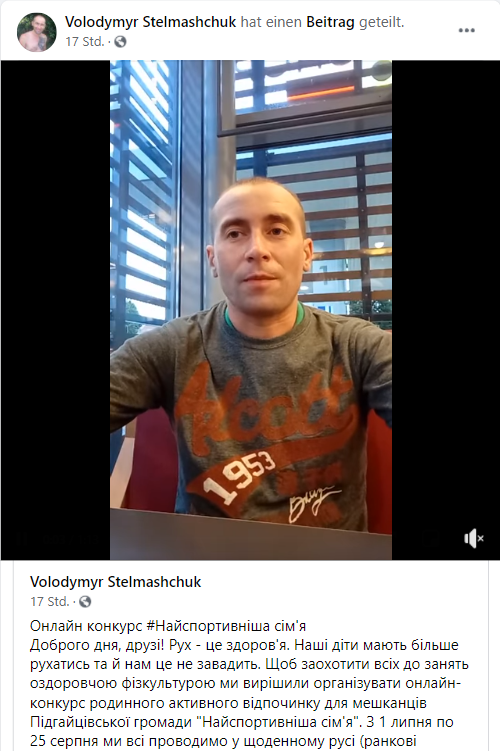 Volodymyr Stelmashchuk hat einen Beitrag geteilt.
17 Std. ·
1953
Volodymyr Stelmashchuk
17 Std. ·
Онлайн конкурс #Найспортивніша сім'я
Доброго дня, друзі! Рух - це здоров'я. Наші діти мають більше
рухатись та й нам це не завадить. Щоб заохотити всіх до занять
оздоровчою фізкультурою ми вирішили організувати онлайн-
конкурс родинного активного відпочинку для мешканців
Підгайцівської громади "Найспортивніша сім'я". З 1 липня по
25 серпня ми всі проводимо у щоденному русі (ранкові